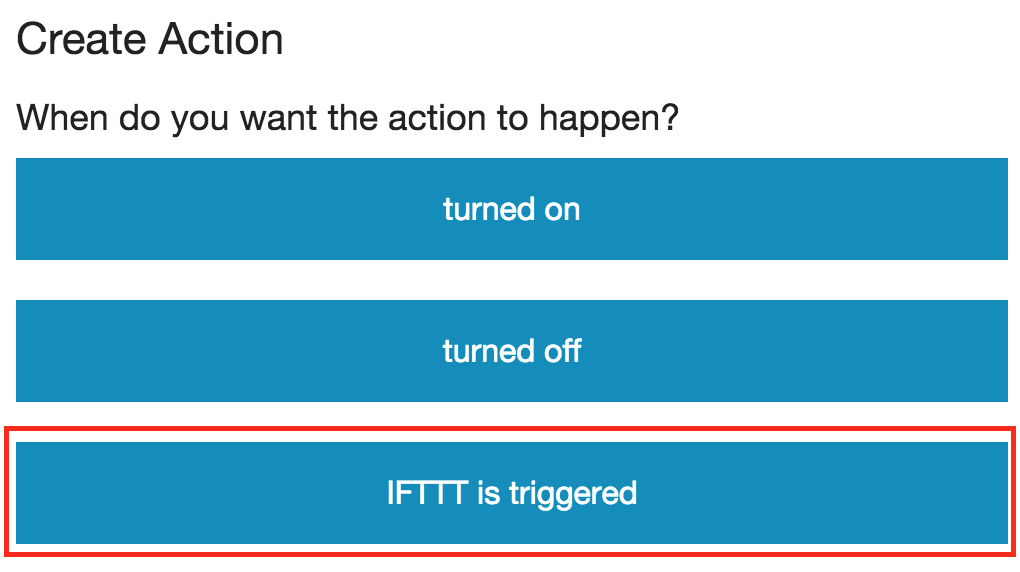 Create Action
When do you want the action to happen?
turned on
turned off
IFTTT is triggered